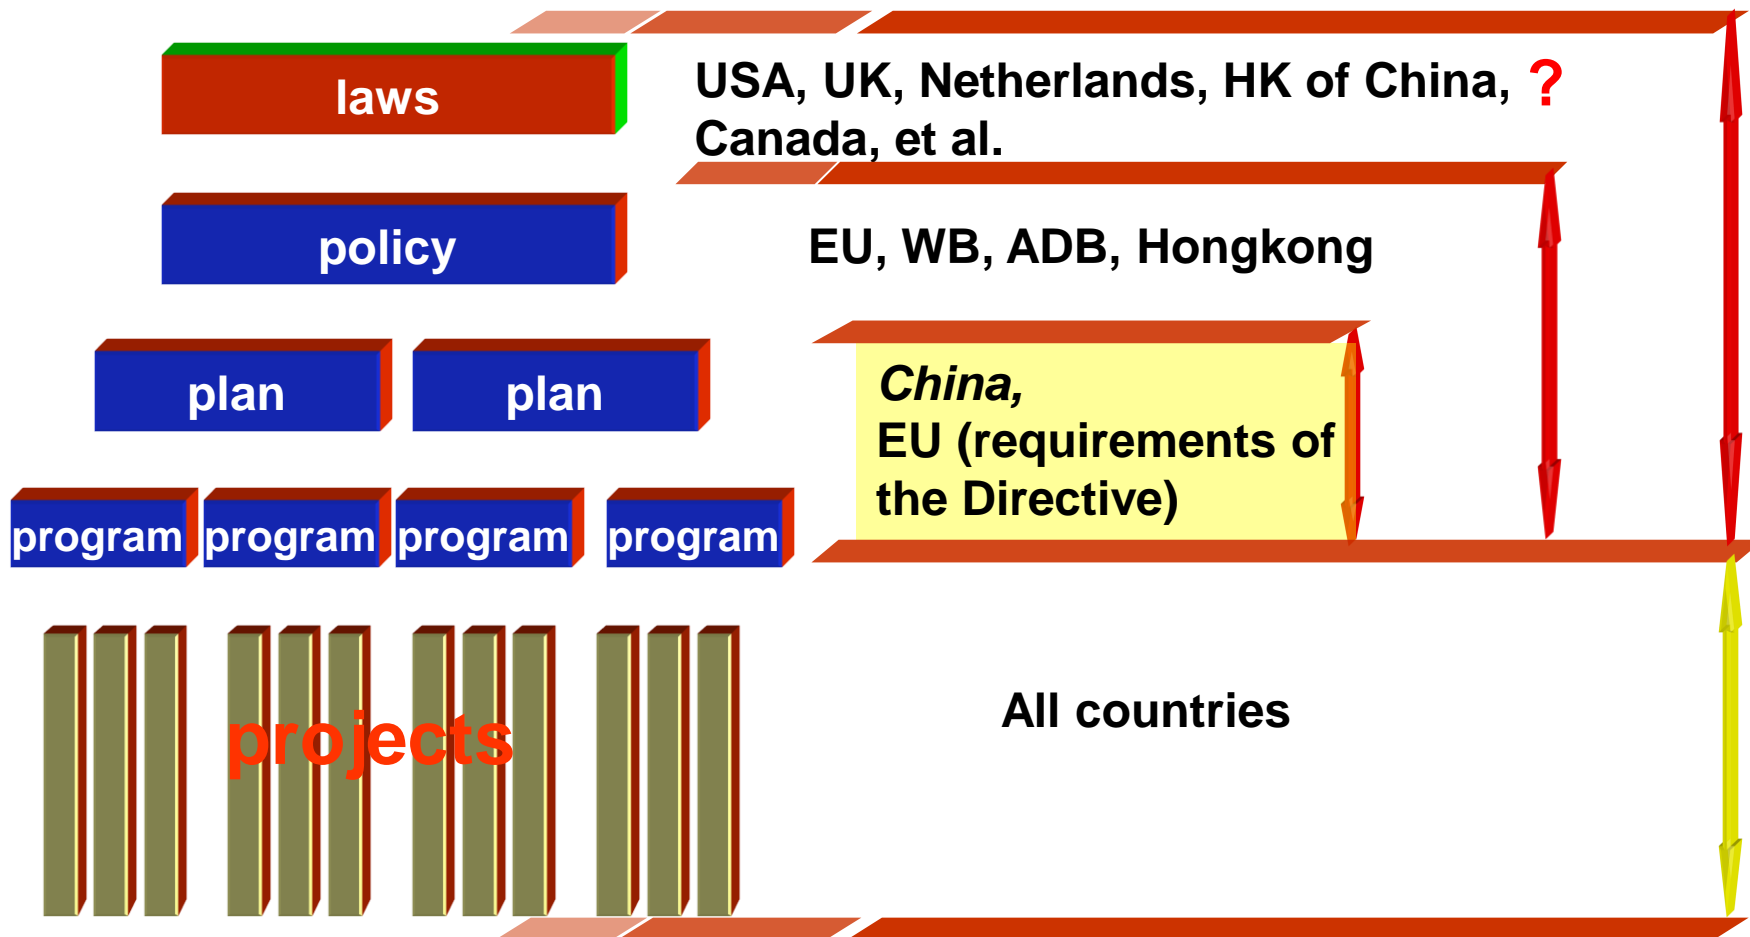 laws
USA, UK, Netherlands, HK of China, ?
Canada, et al.
policy
EU, WB, ADB, Hongkong
plan plan
China,
EU (requirements of
the Directive)
program program program program
projects
All countries